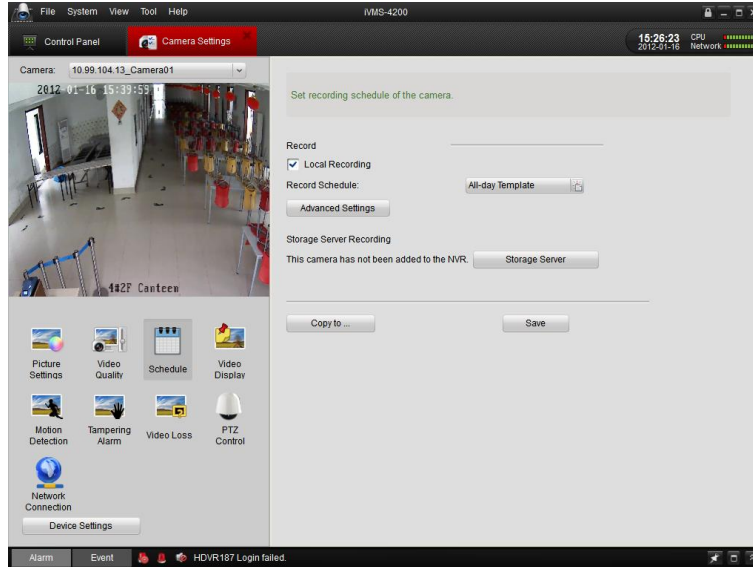 File System View Tool Help
iVMS-4200
Control Panel
Camera Settings
15:26:23
2012-01-16
CPU
Network
Camera: 10.99.104.13_Camera01
2012 01-16 15:39:59
4#2F Canteen
Set recording schedule of the camera.
Record
Local Recording
Record Schedule: All-day Template
Advanced Settings
Storage Server Recording
This camera has not been added to the NVR. Storage Server
Copy to ... Save
Picture
Settings
Video
Quality
Schedule
Video
Display
Motion
Detection
Tampering
Alarm
Video Loss
PTZ
Control
Network
Connection
Device Settings
Alarm Event HDVR187 Login failed.